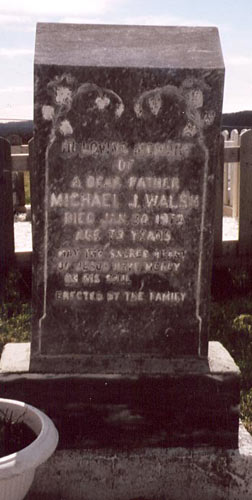 IN LOVING MEMORY
OF
A DEAR FATHER
MICHAEL J. WALSH
DIED JAN. 30 1973
AGE 73 YEARS
MAY THE SACRED HEART
OF JESUS HAVE MERCY
ON HIS SOUL
ERECTED BY THE FAMILY